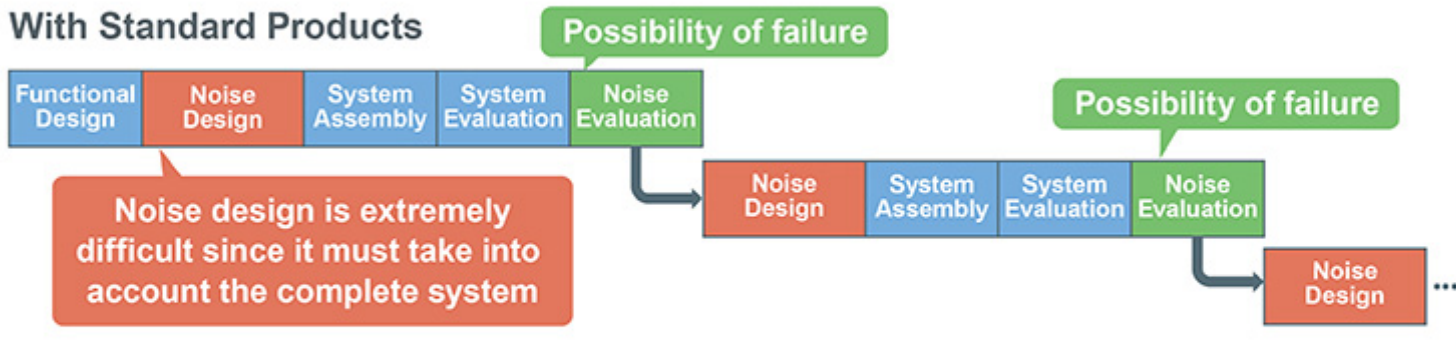 With Standard Products
Possibility of failure
Functional
Design
Noise
Design
System
Assembly
System
Evaluation
Noise
Evaluation
Possibility of failure
Noise design is extremely
difficult since it must take into
account the complete system
Noise
Design
System
Assembly
System
Evaluation
Noise
Evaluation
Noise
Design
...